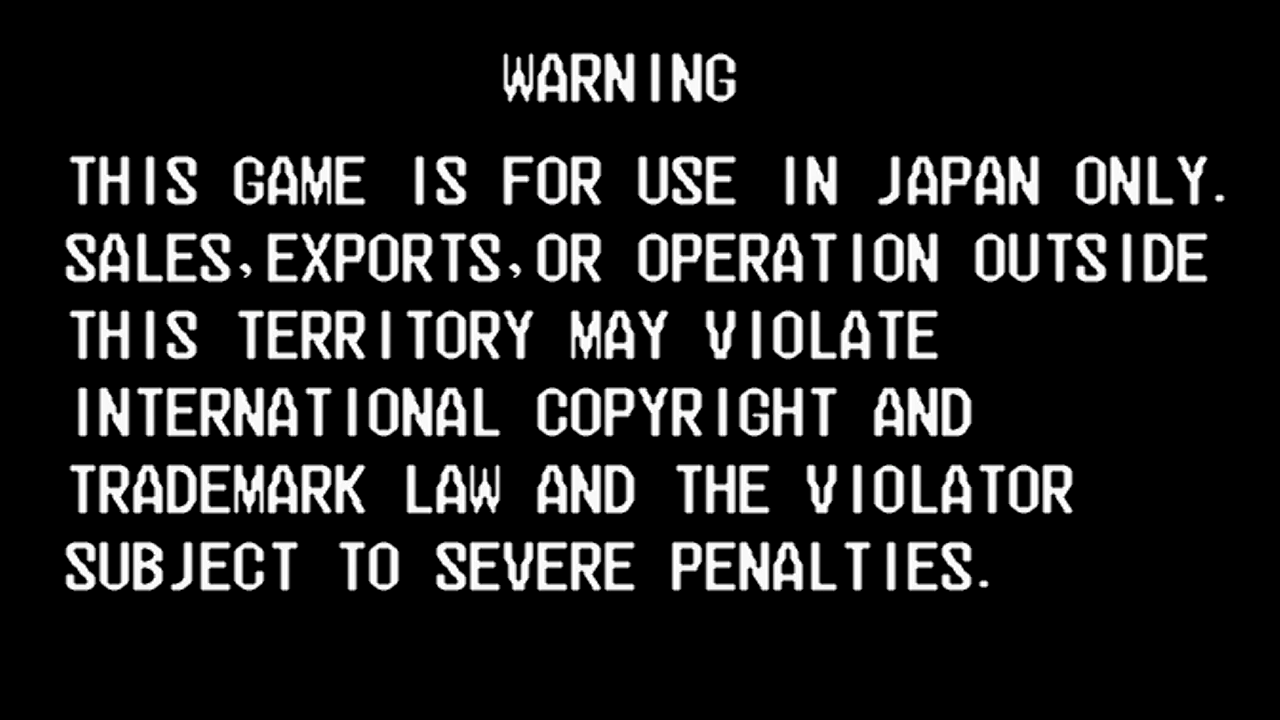 WARNING
THIS GAME IS FOR USE IN JAPAN ONLY.
SALES,EXPORTS,OR OPERATION OUTSIDE
THIS TERRITORY MAY VIOLATE
INTERNATIONAL COPYRIGHT AND
TRADEMARK LAW AND THE VIOLATOR
SUBJECT TO SEVERE PENALTIES.